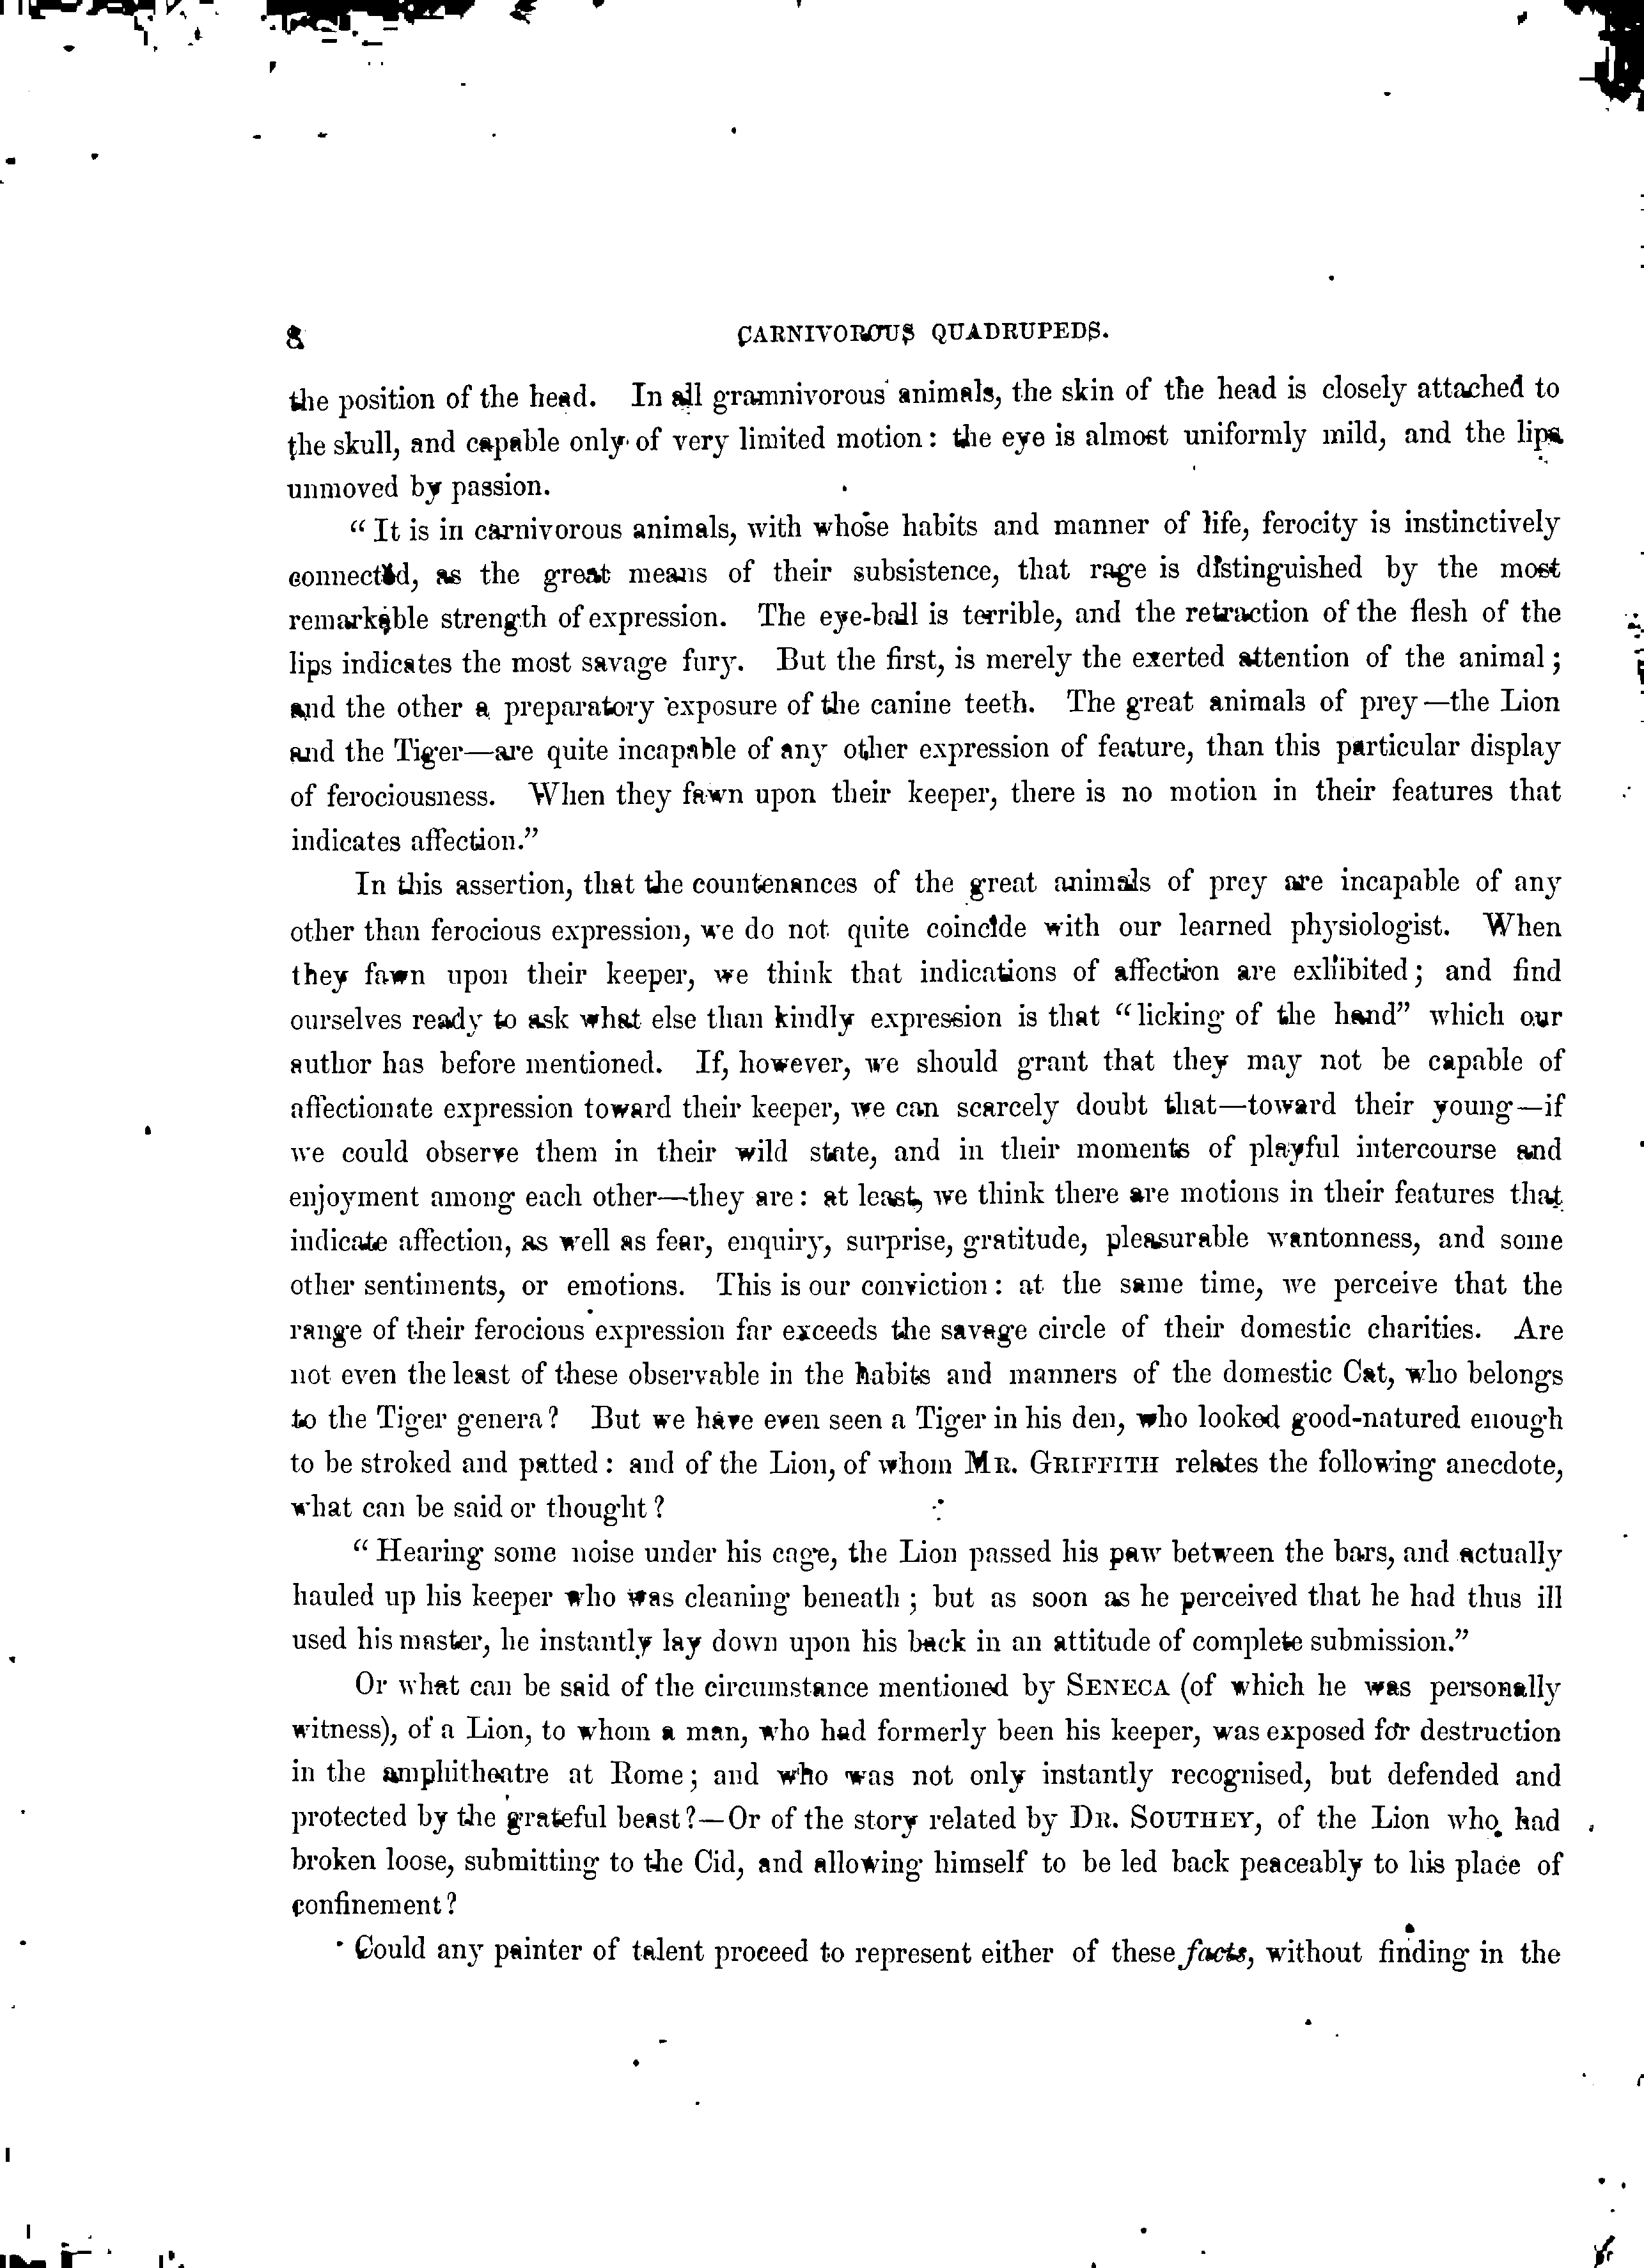 8
CARNIVOROUS QUADRUPEDS.
the position of the head. In all gramnivorous animals, the skin of the head is closely attached to
the skull, and capable only of very limited motion: the eye is almost uniformly mild, and the lips
unmoved by passion.
“It is in carnivorous animals, with whose habits and manner of life, ferocity is instinctively
connected, as the great means of their subsistence, that rage is distinguished by the most
remarkable strength of expression. The eye-ball is terrible, and the retraction of the flesh of the
lips indicates the most savage fury. But the first, is merely the exerted attention of the animal;
and the other a preparatory exposure of the canine teeth. The great animals of prey—the Lion
and the Tiger—are quite incapable of any other expression of feature, than this particular display
of ferociousness. When they fawn upon their keeper, there is no motion in their features that
indicates affection.”
In this assertion, that the countenances of the great animals of prey are incapable of any
other than ferocious expression, we do not quite coincide with our learned physiologist. When
they fawn upon their keeper, we think that indications of affection are exhibited; and find
ourselves ready to ask what else than kindly expression is that “licking of the hand” which our
author has before mentioned. If, however, we should grant that they may not be capable of
affectionate expression toward their keeper, we can scarcely doubt that—toward their young—if
we could observe them in their wild state, and in their moments of playful intercourse and
enjoyment among each other—they are: at least, we think there are motions in their features that
indicate affection, as well as fear, enquiry, surprise, gratitude, pleasurable wantonness, and some
other sentiments, or emotions. This is our conviction: at the same time, we perceive that the
range of their ferocious expression far exceeds the savage circle of their domestic charities. Are
not even the least of these observable in the habits and manners of the domestic Cat, who belongs
to the Tiger genera? But we have even seen a Tiger in his den, who looked good-natured enough
to be stroked and patted: and of the Lion, of whom MR. GRIFFITH relates the following anecdote,
what can be said or thought?
“Hearing some noise under his cage, the Lion passed his paw between the bars, and actually
hauled up his keeper who was cleaning beneath; but as soon as he perceived that he had thus ill
used his master, he instantly lay down upon his back in an attitude of complete submission.”
Or what can be said of the circumstance mentioned by SENECA (of which he was personally
witness), of a Lion, to whom a man, who had formerly been his keeper, was exposed for destruction
in the amphitheatre at Rome; and who was not only instantly recognised, but defended and
protected by the grateful beast?—Or of the story related by DR. SOUTHEY, of the Lion who had
broken loose, submitting to the Cid, and allowing himself to be led back peaceably to his place of
confinement?
Could any painter of talent proceed to represent either of these facts, without finding in the